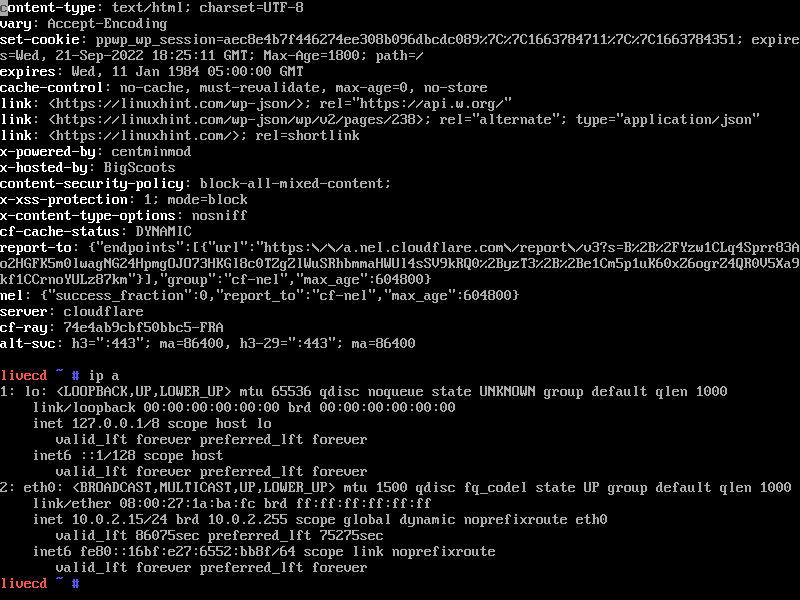 content-type: text/html; charset=UTF-8
vary: Accept-Encoding
set-cookie: ppwp_wp_session=aec8e4b7f446274ee308b096dbcdc089%7C%7C1663784711%7C%7C1663784351; expire
s=Wed, 21-Sep-2022 18:25:11 GMT; Max-Age=1800; path=/
expires: Wed, 11 Jan 1984 05:00:00 GMT
cache-control: no-cache, must-revalidate, max-age=0, no-store
link: <https://linuxhint.com/wp-json/>; rel="https://api.w.org/"
link: <https://linuxhint.com/wp-json/wp/v2/pages/238>; rel="alternate"; type="application/json"
link: <https://linuxhint.com/>; rel=shortlink
x-powered-by: centminmod
x-hosted-by: BigScoots
content-security-policy: block-all-mixed-content;
x-xss-protection: 1; mode=block
x-content-type-options: nosniff
cf-cache-status: DYNAMIC
report-to: {"endpoints":[{"url":"https:\/\/a.nel.cloudflare.com\/report\/v3?s=B%2B%2FYzw1CLq4Sprr83A
o2HGFK5m0lwagNG24HpmgOJO73HKGl8c0TZgZlWuSRhbmmaHWUl4sSV9kRQ0%2ByzT3%2B%2Be1Cm5p1uK60xZ6ogrZ4QR0V5Xa9
kf1CCrnoYULz87km"}],"group":"cf-nel","max_age":604800}
nel: {"success_fraction":0,"report_to":"cf-nel","max_age":604800}
server: cloudflare
cf-ray: 74e4ab9cbf50bbc5-FRA
alt-svc: h3=":443"; ma=86400, h3-29=":443"; ma=86400
livecd ~ # ip a
1: lo: <LOOPBACK,UP,LOWER_UP> mtu 65536 qdisc noqueue state UNKNOWN group default qlen 1000
link/loopback 00:00:00:00:00:00 brd 00:00:00:00:00:00
inet 127.0.0.1/8 scope host lo
valid_lft forever preferred_lft forever
inet6 ::1/128 scope host
valid_lft forever preferred_lft forever
2: eth0: <BROADCAST,MULTICAST,UP,LOWER_UP> mtu 1500 qdisc fq_codel state UP group default qlen 1000
link/ether 08:00:27:1a:ba:fc brd ff:ff:ff:ff:ff:ff
inet 10.0.2.15/24 brd 10.0.2.255 scope global dynamic noprefixroute eth0
valid_lft 86075sec preferred_lft 75275sec
inet6 fe80::16bf:e27:6552:bb8f/64 scope link noprefixroute
valid_lft forever preferred_lft forever
livecd ~ #